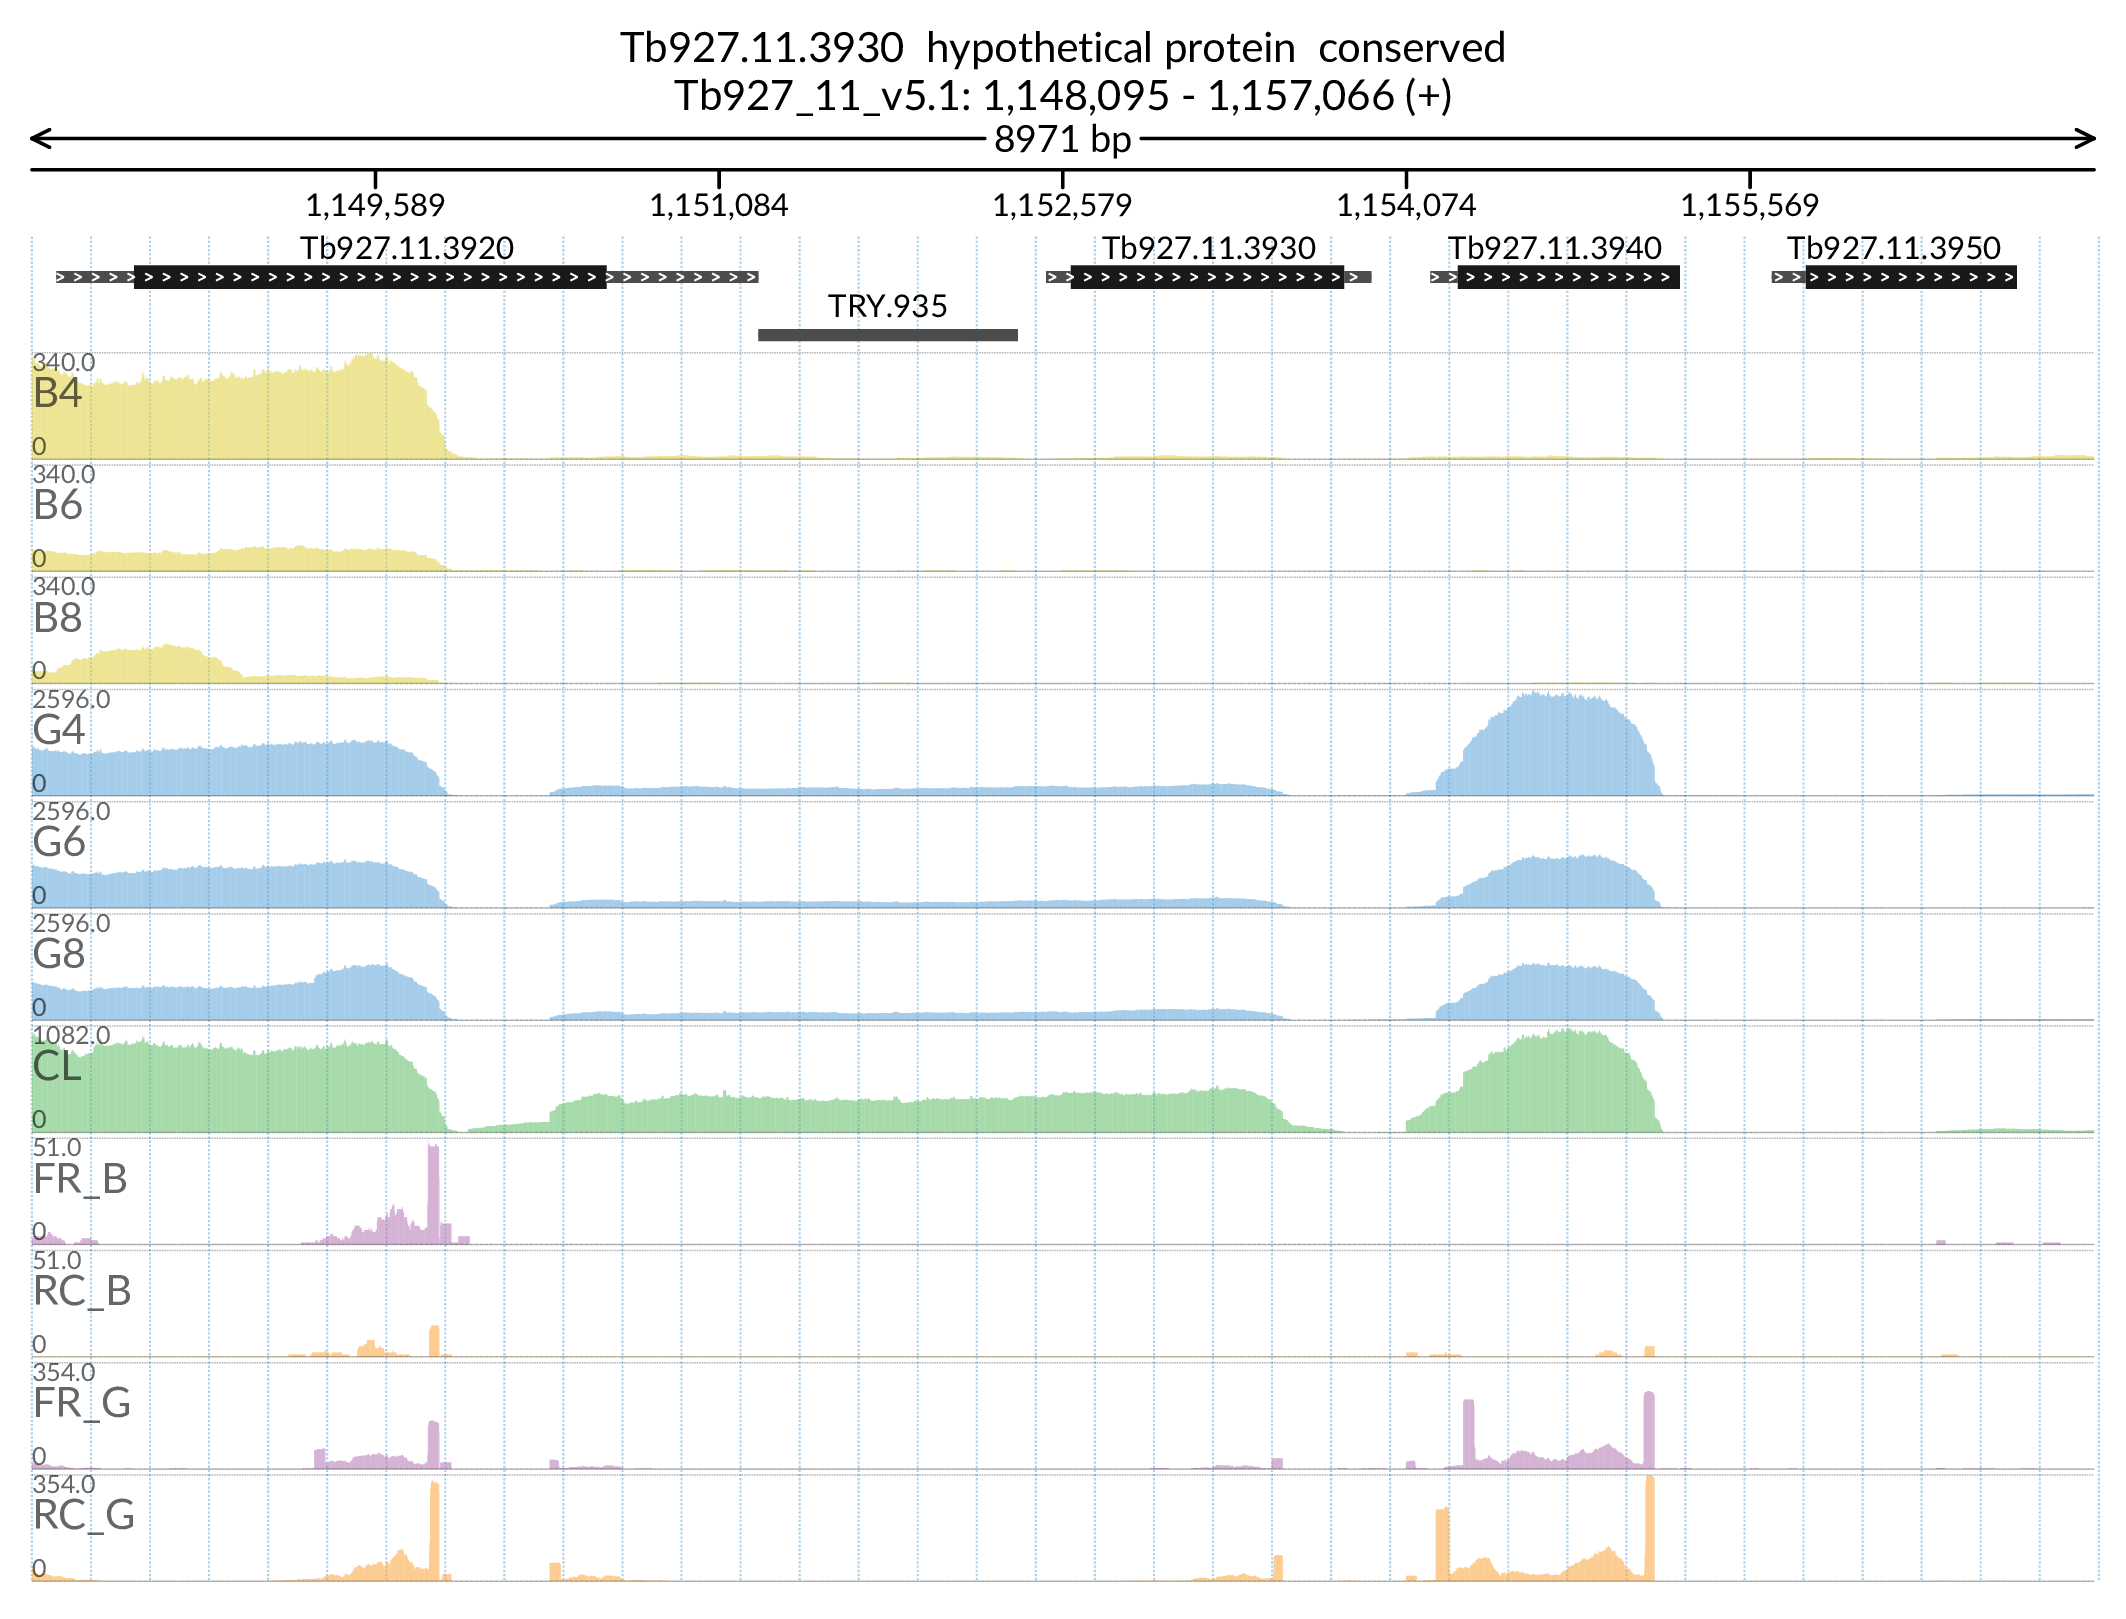 Tb927.11.3930  hypothetical protein  conserved
Tb927_11_v5.1: 1,148,095 - 1,157,066 (+)
8971 bp
1,149,589 1,151,084 1,152,579 1,154,074 1,155,569
Tb927.11.3920 Tb927.11.3930 Tb927.11.3940 Tb927.11.3950
TRY.935
340.0
B4
0
340.0
B6
0
340.0
B8
0
2596.0
G4
0
2596.0
G6
0
2596.0
G8
0
1082.0
CL
0
51.0
FR_B
0
51.0
RC_B
0
354.0
FR_G
0
354.0
RC_G
0